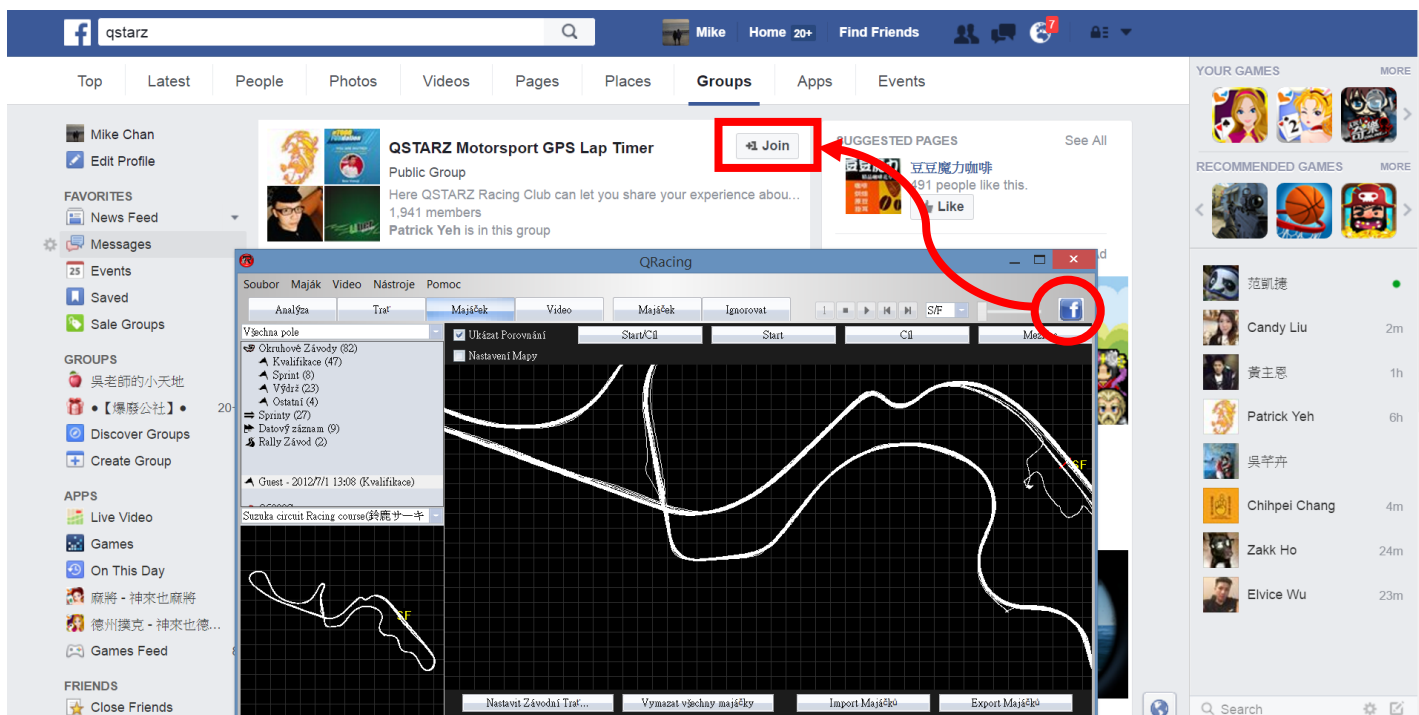 f qstarz
Mike Home 20+ Find Friends 7
Top Latest People Photos Videos Pages Places Groups Apps Events
Mike Chan
Edit Profile
FAVORITES
News Feed
Messages
25 Events
Saved
Sale Groups
GROUPS
吳老師的小天地
●【爆廢公社】● 20
Discover Groups
Create Group
APPS
Live Video
Games
On This Day
麻將 - 神來也麻將
德州撲克 - 神來也德...
Games Feed
FRIENDS
Close Friends
QSTARZ Motorsport GPS Lap Timer
+1 Join
Public Group
Here QSTARZ Racing Club can let you share your experience abou...
1,941 members
Patrick Yeh is in this group
SUGGESTED PAGES See All
豆豆魔力咖啡
491 people like this.
Like
QRacing
Soubor Maják Video Nástroje Pomoc
Analýza Trať Majáček Video Majáček Ignorovat 1 S/F f
Všechna pole
Okruhové Závody (82)
Kvalifikace (47)
Sprint (8)
Výdrž (23)
Ostatní (4)
Sprinty (27)
Datový záznam (9)
Rally Závod (2)
Guest - 2012/7/1 13:08 (Kvalifikace)
Suzuka circuit Racing course(鈴鹿サーキ
SF
Ukázat Porovnání Start/Cíl Start Cíl
Nastavení Mapy
SF
Nastavit Závodní Trať... Vymazat všechny majáčky Import Majáčků Export Majáčků
YOUR GAMES MORE
RECOMMENDED GAMES MORE
范凱捷
Candy Liu 2m
黃主恩 1h
Patrick Yeh 6h
吳芊卉
Chihpei Chang 4m
Zakk Ho 24m
Elvice Wu 23m
Search